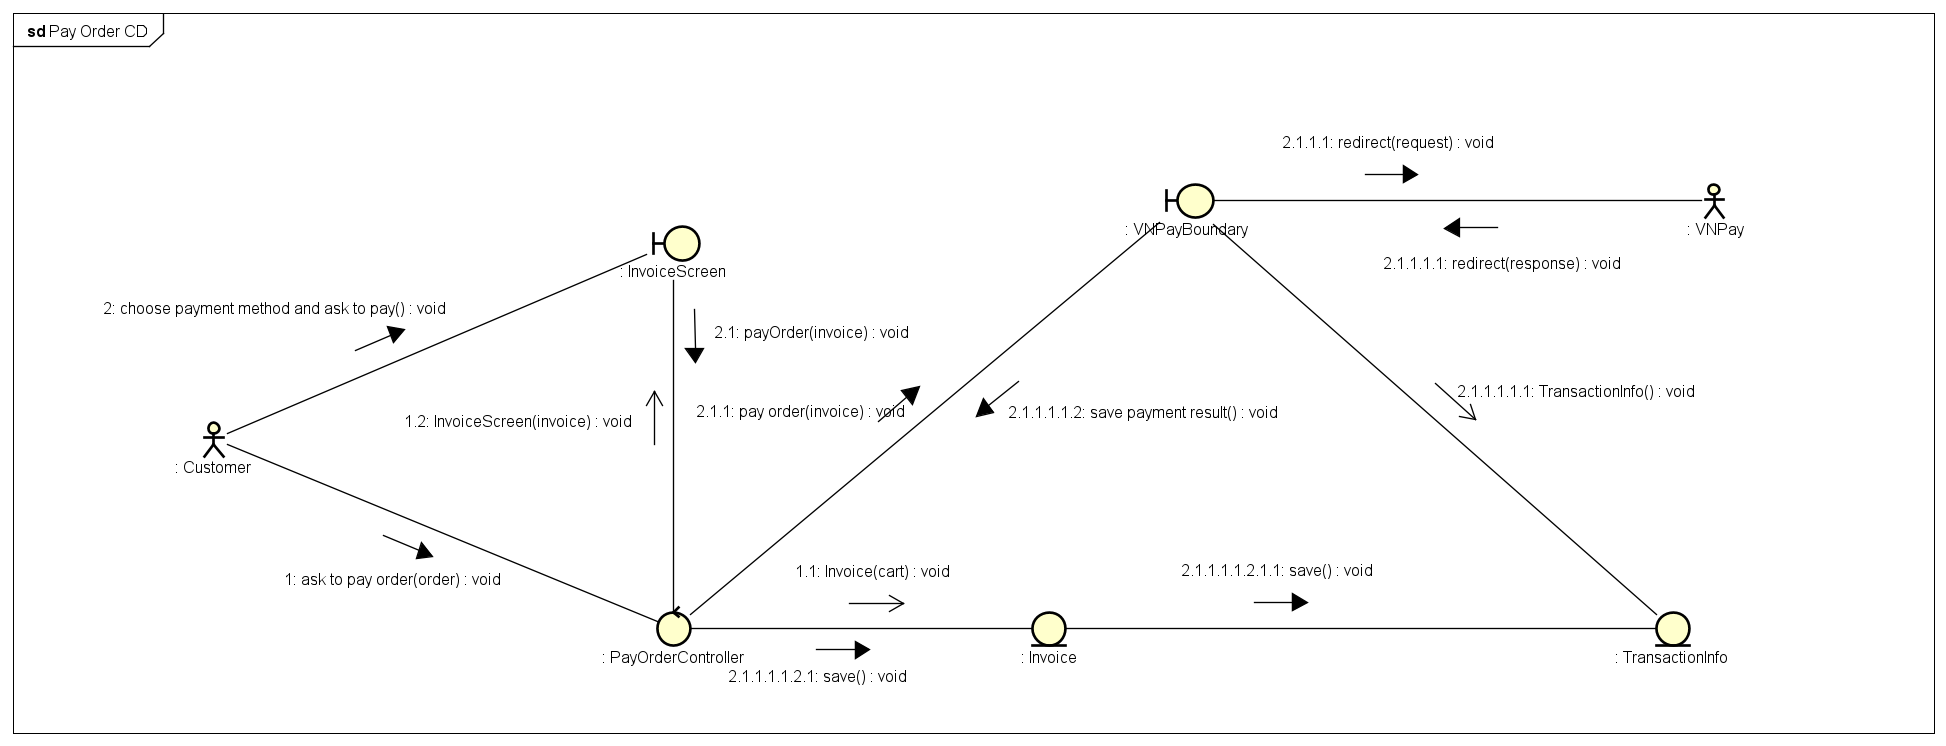 sd Pay Order CD
2.1.1.1: redirect(request) : void
: VNPayBoundary
: VNPay
2.1.1.1.1: redirect(response) : void
: InvoiceScreen
2: choose payment method and ask to pay() : void
2.1: payOrder(invoice) : void
2.1.1.1.1.1: TransactionInfo() : void
1.2: InvoiceScreen(invoice) : void
2.1.1: pay order(invoice) : void
2.1.1.1.1.2: save payment result() : void
: Customer
1: ask to pay order(order) : void
1.1: Invoice(cart) : void
2.1.1.1.1.2.1.1: save() : void
: PayOrderController
: Invoice
: TransactionInfo
2.1.1.1.1.2.1: save() : void